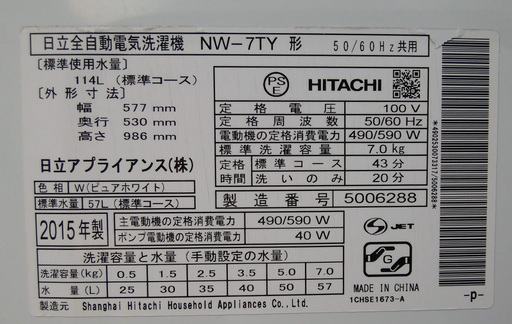 日立全自動電気洗濯機 NW-7TY 形 50/60Hz共用
[標準使用水量]
114L (標準コース)
[外形寸法]
幅 577 mm
奥行 530 mm
高さ 986 mm
日立アプライアンス(株)
色相 W(ピュアホワイト)
標準水量 57L (標準コース)
PS E HITACHI
定格電圧 100 V
定格周波数 50/60 Hz
電動機の定格消費電力 490/590 W
標準洗濯容量 7.0 kg
定格時間 標準コース 43 分
洗いのみ 20 分
製造番号 5006288
2015年製
主電動機の定格消費電力 490/590 W
ポンプ電動機の定格消費電力 40 W
洗濯容量と水量 (手動設定の水量)
洗濯容量(kg) 0.5 1.5 2.5 3.5 5.0 7.0
水量(L) 25 30 35 40 50 57
製造元 Shanghai Hitachi Household Appliances Co.,Ltd.
S JET
G
MADE IN CHINA
1CHSE1673-A
-p-